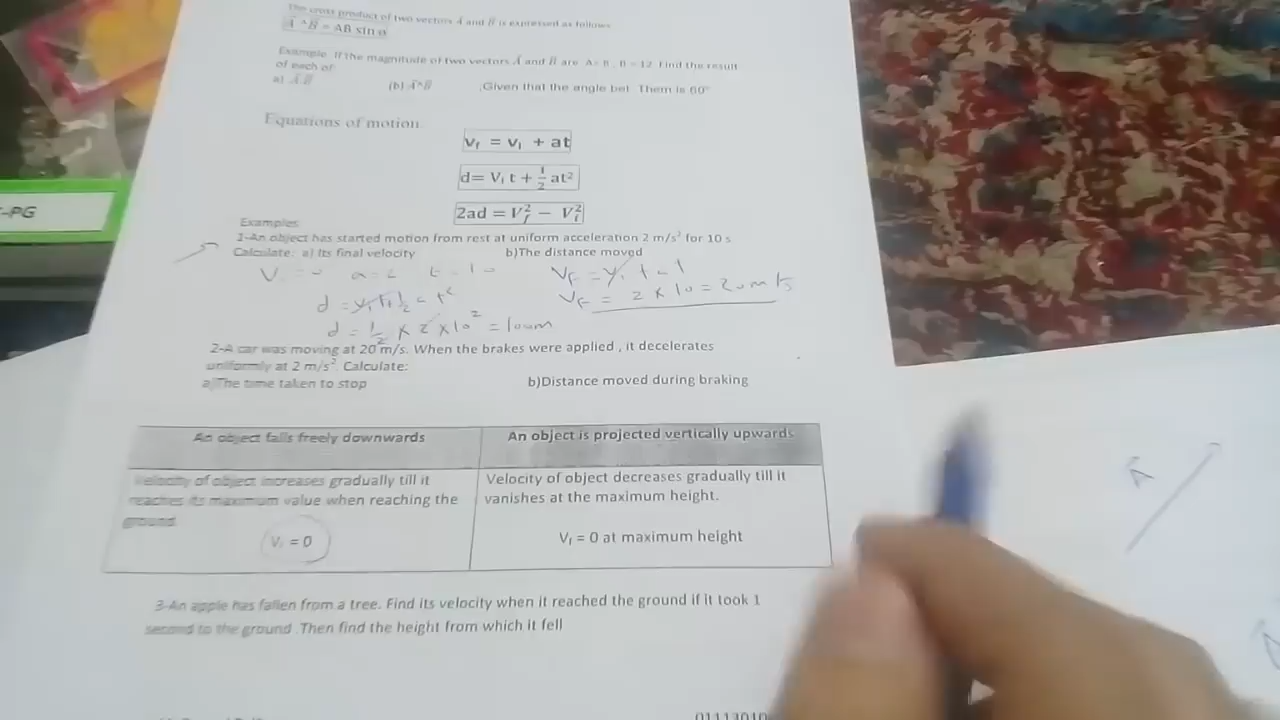 The cross product of two vectors A and B is expressed as follows
A ^ B = AB sin
Example: If the magnitude of two vectors A and B are A= , B = 12 Find the result
of each of:
a) A.B (b) A^B Given that the angle bet. Them is 60°
Equations of motion
Vf = Vi + at
d= Vi t + 1/2 at²
2ad = Vf² − Vi²
Examples
1-An object has started motion from rest at uniform acceleration 2 m/s² for 10 s
Calculate: a) Its final velocity b)The distance moved
2 × 10 = 20 m/s
d = 1/2 × 2 × 10² = 100m
2-A car was moving at 20 m/s. When the brakes were applied , it decelerates
uniformly at 2 m/s². Calculate:
a)The time taken to stop b)Distance moved during braking
An object falls freely downwards An object is projected vertically upwards
Velocity of object increases gradually till it
reaches its maximum value when reaching the
ground.
Vi = 0
Velocity of object decreases gradually till it
vanishes at the maximum height.
Vf = 0 at maximum height
3-An apple has fallen from a tree. Find its velocity when it reached the ground if it took 1
second to the ground .Then find the height from which it fell
-PG
A